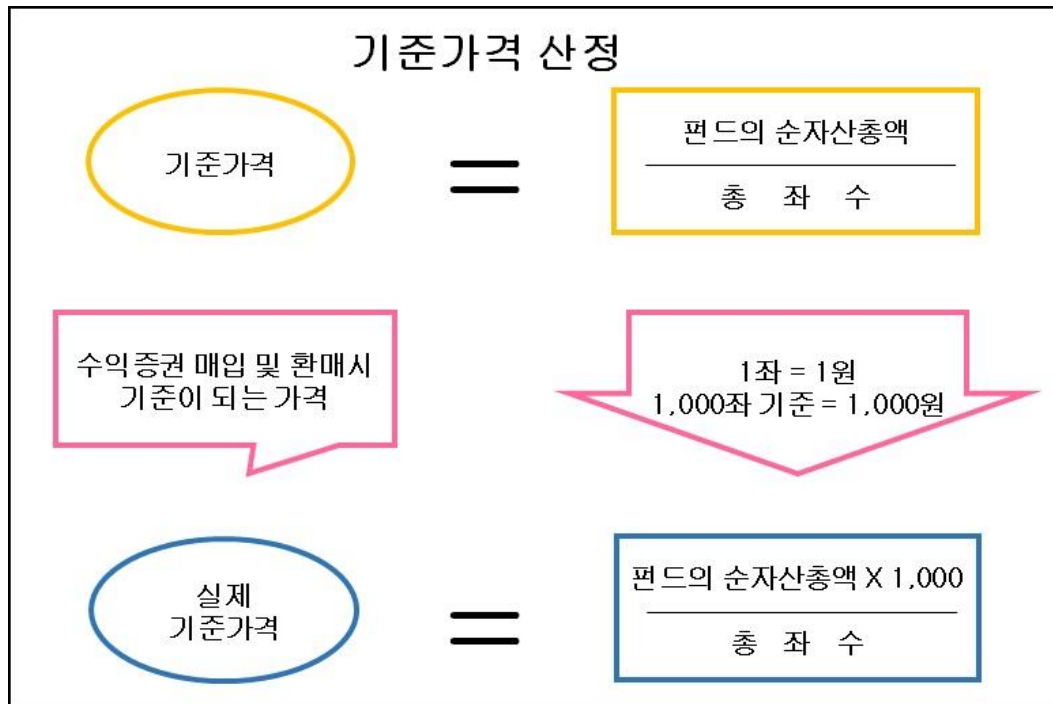 기준가격 산정
기준가격
=
펀드의 순자산총액
총 좌 수
수익증권 매입 및 환매시
기준이 되는 가격
1좌 = 1원
1,000좌 기준 = 1,000원
실제
기준가격
=
펀드의 순자산총액 X 1,000
총 좌 수